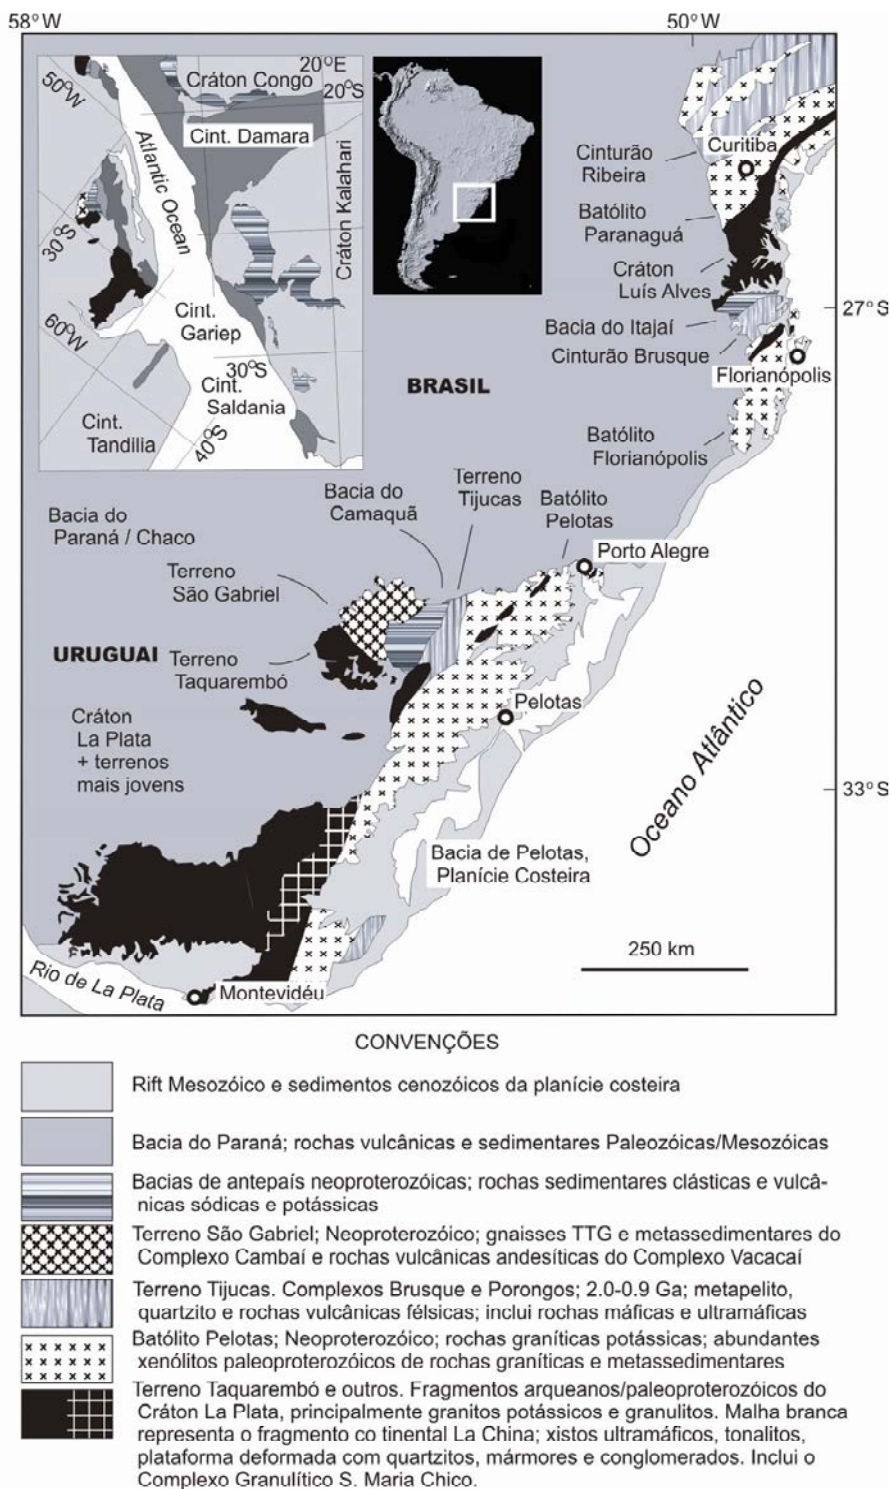 58°W
50°W
20°E
Cráton Congo
20°S
50°W
Cint. Damara
Atlantic Ocean
Cráton Kalahari
30°S
Cint.
Gariep
60°W
30°S
Cint.
Saldania
Cint.
Tandilia
40°S
Curitiba
Cinturão
Ribeira
Batólito
Paranaguá
Cráton
Luís Alves
27°S
Bacia do Itajaí
Cinturão Brusque
Florianópolis
BRASIL
Batólito
Florianópolis
Terreno
Tijucas
Bacia do
Camaquã
Batólito
Pelotas
Bacia do
Paraná / Chaco
Porto Alegre
Terreno
São Gabriel
URUGUAI
Terreno
Taquarembó
Pelotas
Cráton
La Plata
+ terrenos
mais jovens
Oceano Atlântico
33°S
Bacia de Pelotas,
Planície Costeira
250 km
Rio de La Plata
Montevidéu
CONVENÇÕES
Rift Mesozóico e sedimentos cenozóicos da planície costeira
Bacia do Paraná; rochas vulcânicas e sedimentares Paleozóicas/Mesozóicas
Bacias de antepaís neoproterozóicas; rochas sedimentares clásticas e vulcâ-
nicas sódicas e potássicas
Terreno São Gabriel; Neoproterozóico; gnaisses TTG e metassedimentares do
Complexo Cambaí e rochas vulcânicas andesíticas do Complexo Vacacaí
Terreno Tijucas. Complexos Brusque e Porongos; 2.0-0.9 Ga; metapelito,
quartzito e rochas vulcânicas félsicas; inclui rochas máficas e ultramáficas
Batólito Pelotas; Neoproterozóico; rochas graníticas potássicas; abundantes
xenólitos paleoproterozóicos de rochas graníticas e metassedimentares
Terreno Taquarembó e outros. Fragmentos arqueanos/paleoproterozóicos do
Cráton La Plata, principalmente granitos potássicos e granulitos. Malha branca
representa o fragmento co tinental La China; xistos ultramáficos, tonalitos,
plataforma deformada com quartzitos, mármores e conglomerados. Inclui o
Complexo Granulítico S. Maria Chico.